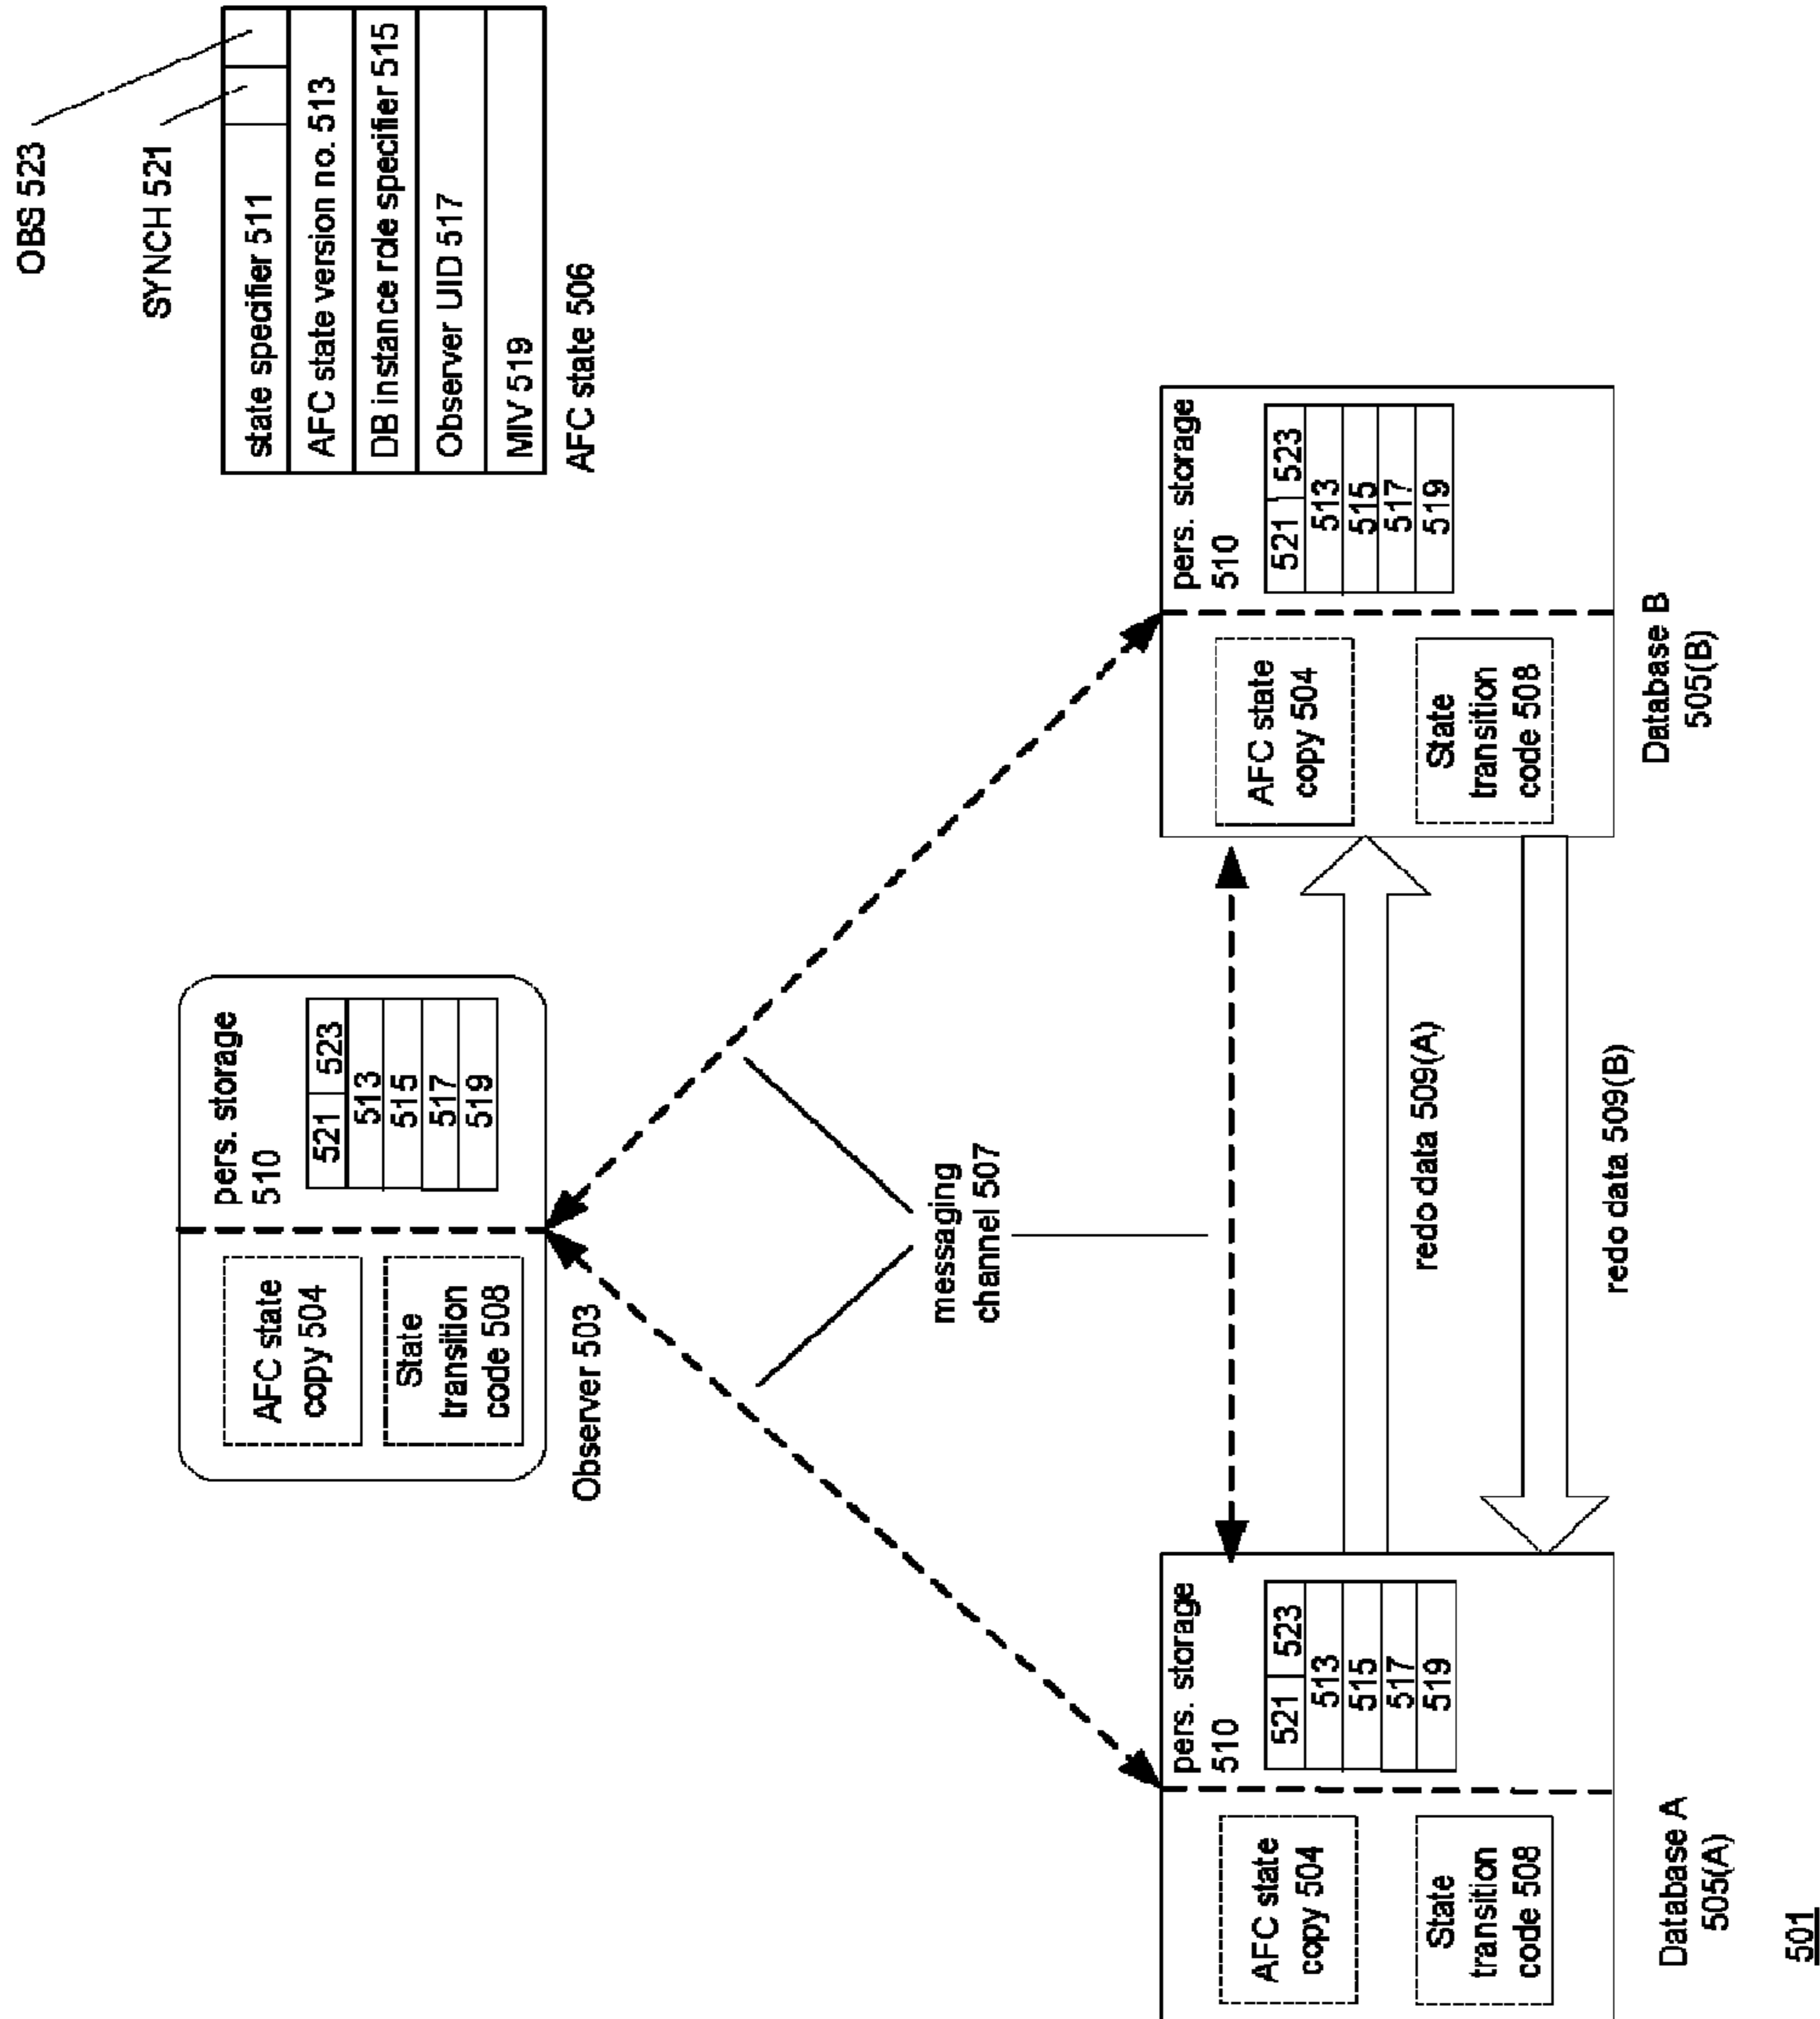 OBS 523
SYNCH 521
state specifier 511
AFC state version no. 513
DB instance role specifier 515
Observer UID 517
MIV 519
AFC state 506
AFC state
copy 504
State
transition
code 508
pers. storage
510
521 523
513
515
517
519
Observer 503
messaging
channel 507
AFC state
copy 504
State
transition
code 508
pers. storage
510
521 523
513
515
517
519
Database A
505(A)
redo data 509(A)
redo data 509(B)
AFC state
copy 504
State
transition
code 508
pers. storage
510
521 523
513
515
517
519
Database B
505(B)
501